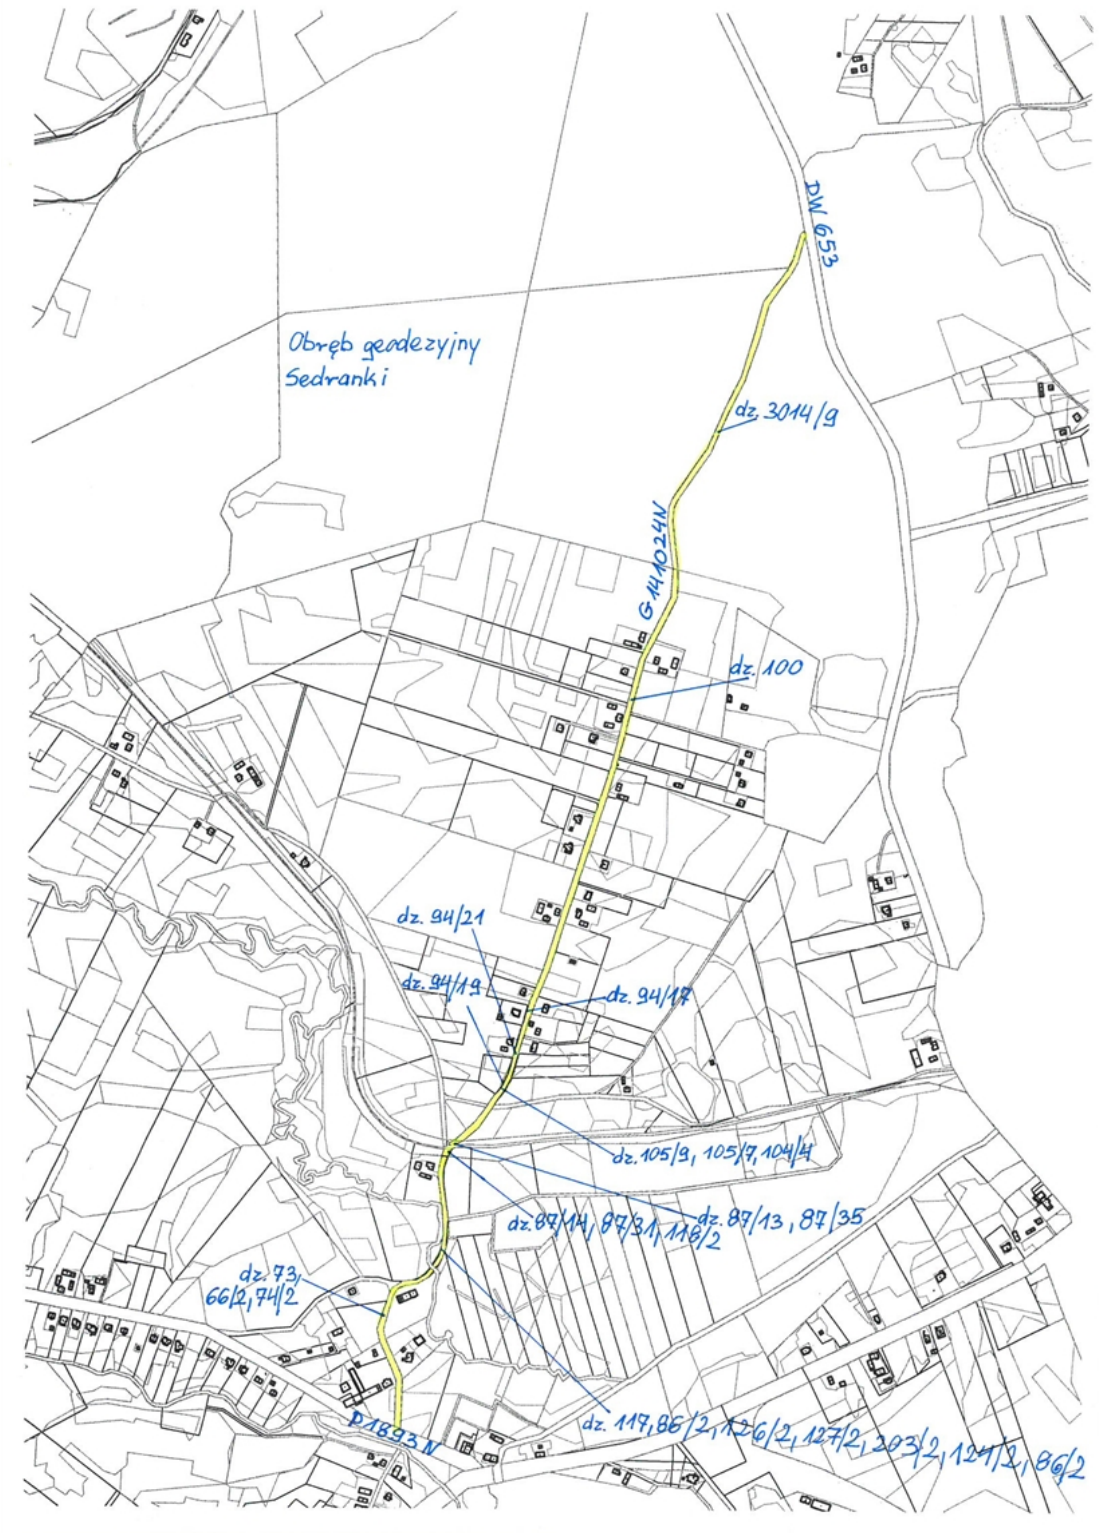 DW 653
Obręb geodezyjny
Sedranki
dz. 3014/9
G141024N
dz. 100
dz. 94/21
dz. 94/19
dz. 94/17
dz. 105/9, 105/7, 104/4
dz. 87/14, 87/31, 118/2
dz. 87/13, 87/35
dz. 73,
66/2, 74/2
P1893N
dz. 117, 86/2, 126/2, 127/2, 203/2, 124/2, 86/2